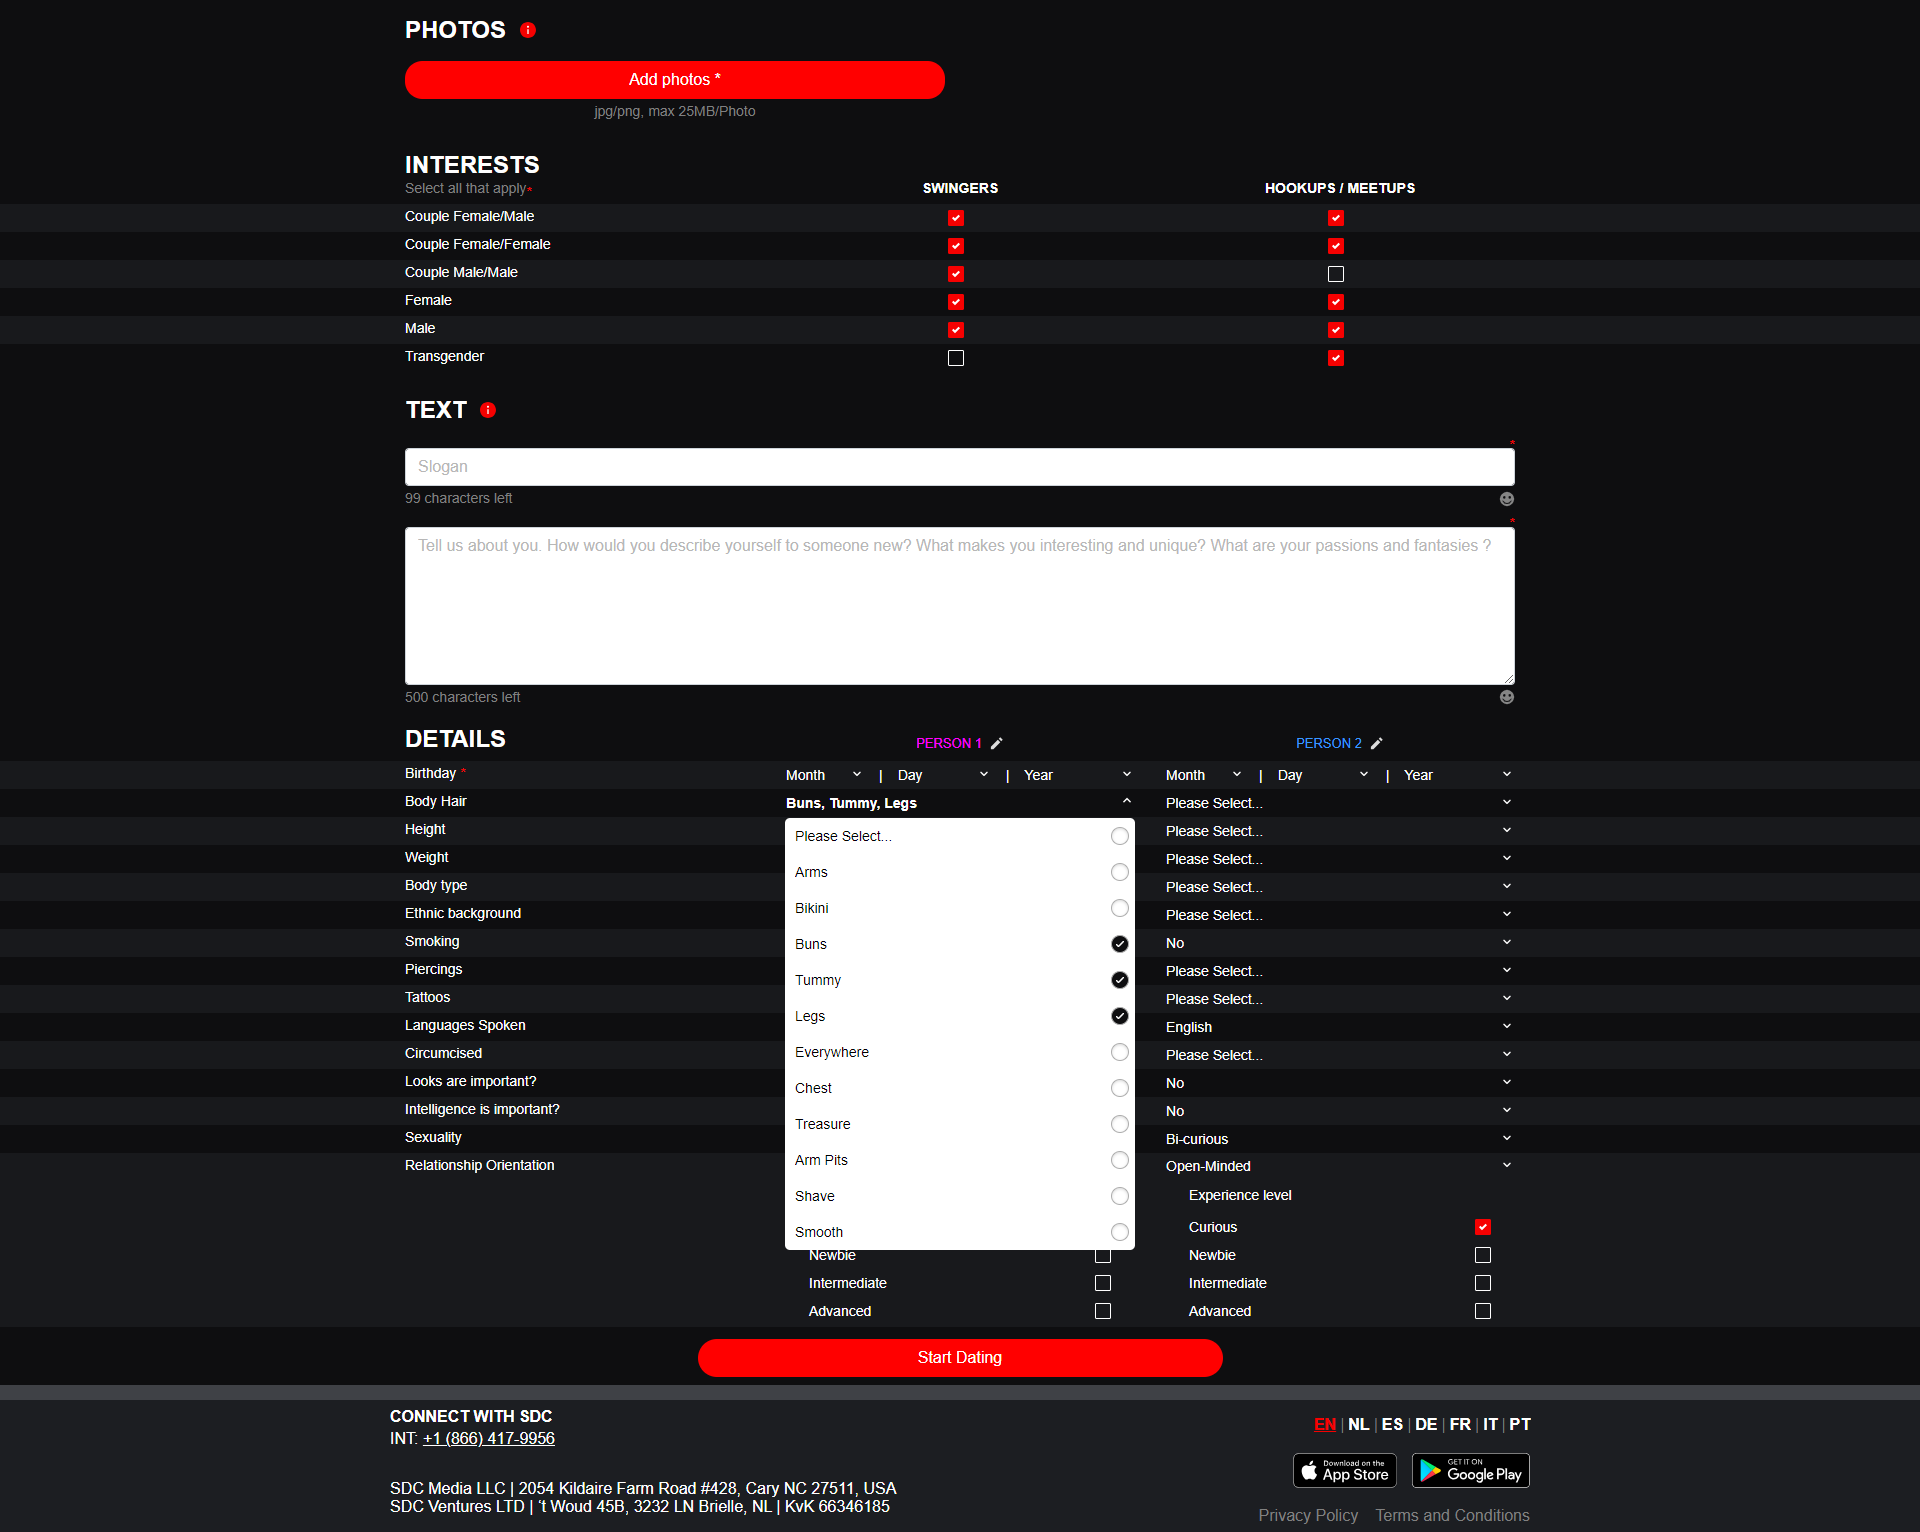 PHOTOS
Add photos *
jpg/png, max 25MB/Photo
INTERESTS
Select all that apply* SWINGERS HOOKUPS / MEETUPS
Couple Female/Male
Couple Female/Female
Couple Male/Male
Female
Male
Transgender
TEXT
*
Slogan
99 characters left
*
Tell us about you. How would you describe yourself to someone new? What makes you interesting and unique? What are your passions and fantasies ?
500 characters left
DETAILS PERSON 1 PERSON 2
Birthday * Month | Day | Year Month | Day | Year
Body Hair Buns, Tummy, Legs Please Select...
Height Please Select... Please Select...
Weight Arms Please Select...
Body type Please Select...
Ethnic background Bikini Please Select...
Smoking Buns No
Piercings Tummy Please Select...
Tattoos Please Select...
Languages Spoken Legs English
Circumcised Everywhere Please Select...
Looks are important? Chest No
Intelligence is important? Treasure No
Sexuality Bi-curious
Relationship Orientation Arm Pits Open-Minded
Shave Experience level
Smooth Curious
Newbie Newbie
Intermediate Intermediate
Advanced Advanced
Start Dating
CONNECT WITH SDC
INT: +1 (866) 417-9956
SDC Media LLC | 2054 Kildaire Farm Road #428, Cary NC 27511, USA
SDC Ventures LTD | 't Woud 45B, 3232 LN Brielle, NL | KvK 66346185
EN | NL | ES | DE | FR | IT | PT
Download on the App Store
GET IT ON Google Play
Privacy Policy Terms and Conditions